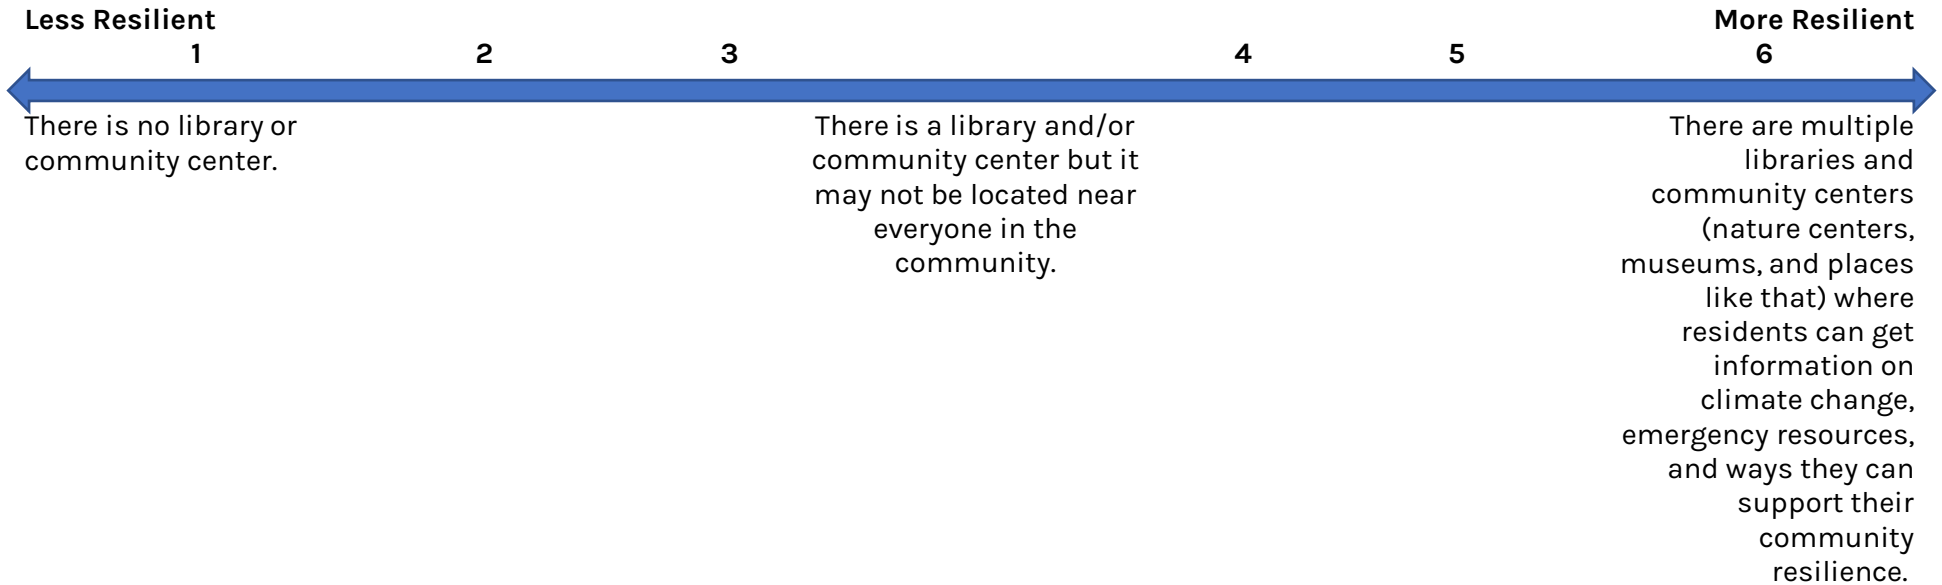 Less Resilient
More Resilient
1 2 3 4 5 6
There is no library or
community center.
There is a library and/or
community center but it
may not be located near
everyone in the
community.
There are multiple
libraries and
community centers
(nature centers,
museums, and places
like that) where
residents can get
information on
climate change,
emergency resources,
and ways they can
support their
community
resilience.